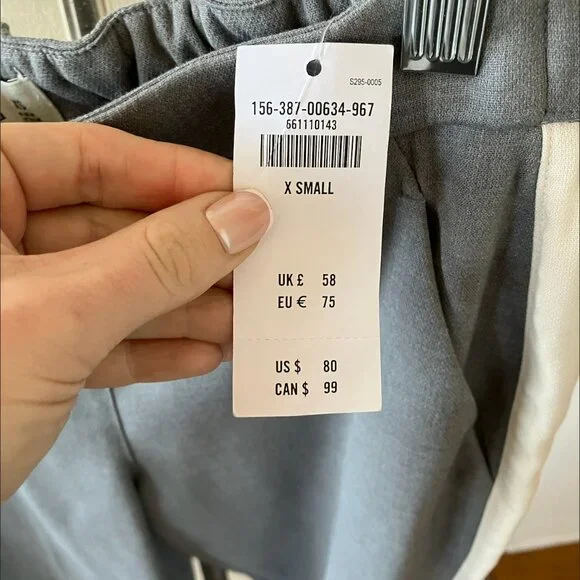 S295-0005
156-387-00634-967
661110143
X SMALL
UK £ 58
EU € 75
US $ 80
CAN $ 99